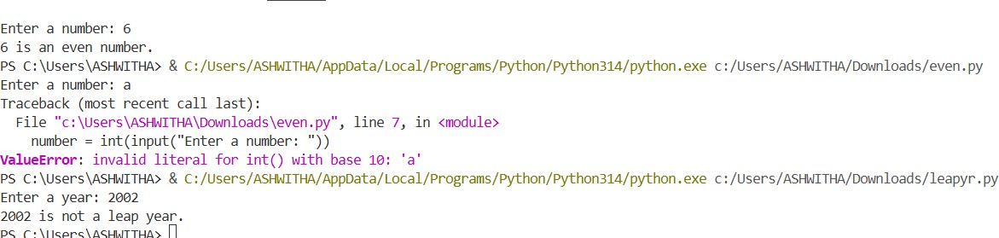 Enter a number: 6
6 is an even number.
PS C:\Users\ASHWITHA> & C:/Users/ASHWITHA/AppData/Local/Programs/Python/Python314/python.exe c:/Users/ASHWITHA/Downloads/even.py
Enter a number: a
Traceback (most recent call last):
  File "c:\Users\ASHWITHA\Downloads\even.py", line 7, in <module>
    number = int(input("Enter a number: "))
ValueError: invalid literal for int() with base 10: 'a'
PS C:\Users\ASHWITHA> & C:/Users/ASHWITHA/AppData/Local/Programs/Python/Python314/python.exe c:/Users/ASHWITHA/Downloads/leapyr.py
Enter a year: 2002
2002 is not a leap year.
PS C:\Users\ASHWITHA>